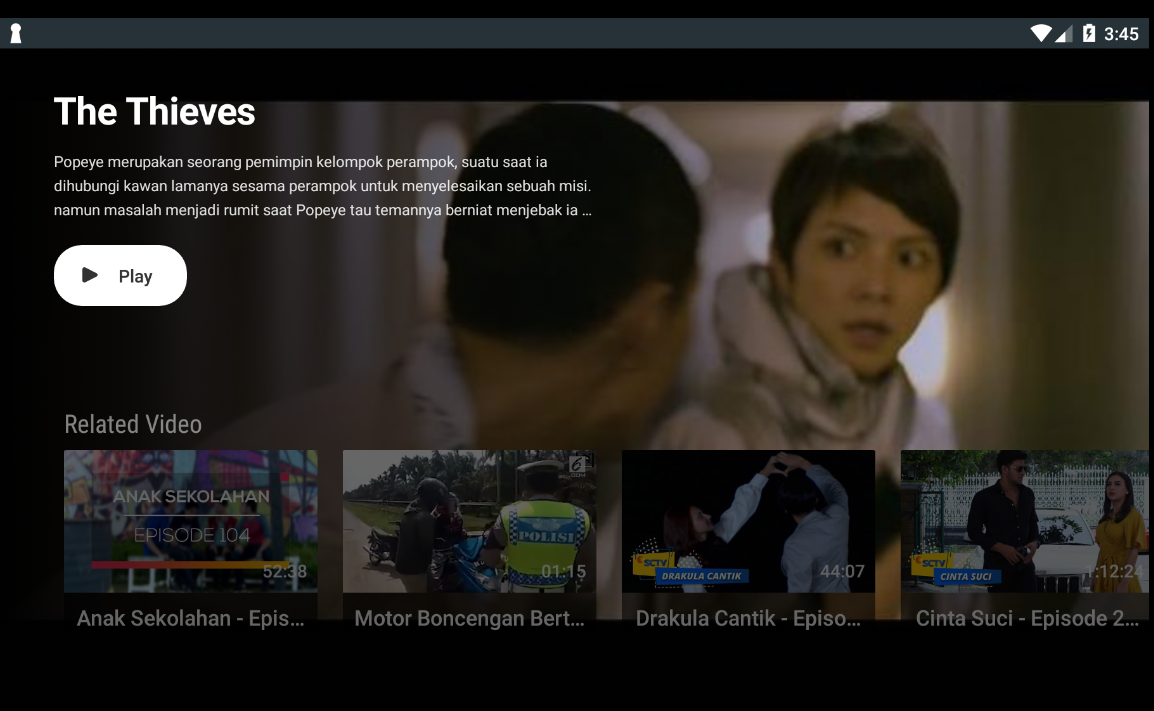 3:45
The Thieves
Popeye merupakan seorang pemimpin kelompok perampok, suatu saat ia
dihubungi kawan lamanya sesama perampok untuk menyelesaikan sebuah misi.
namun masalah menjadi rumit saat Popeye tau temannya berniat menjebak ia ...
Play
Related Video
ANAK SEKOLAHAN
EPISODE 104
52:38
Anak Sekolahan - Epis...
6
.COM
POLISI
01:15
Motor Boncengan Bert...
SCTV
DRAKULA CANTIK
44:07
Drakula Cantik - Episo...
SCTV
CINTA SUCI
1:12:24
Cinta Suci - Episode 2...